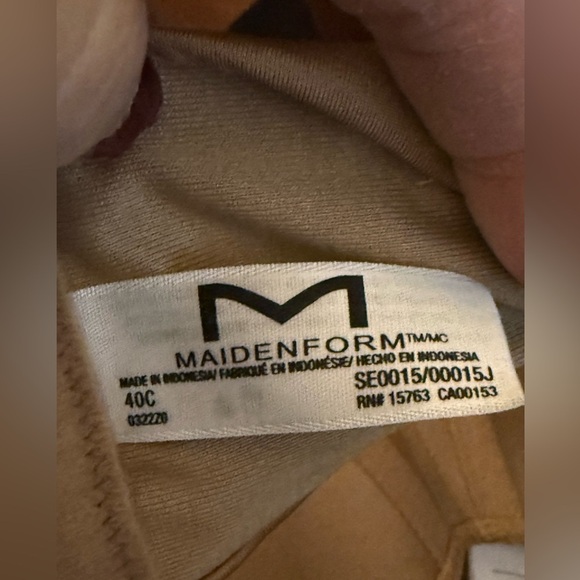 M
MAIDENFORM™/MC
MADE IN INDONESIA/ FABRIQUÉ EN INDONÉSIE/ HECHO EN INDONESIA
40C SE0015/00015J
032220 RN# 15763 CA00153